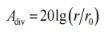 A_div = 20lg(r/r_0)